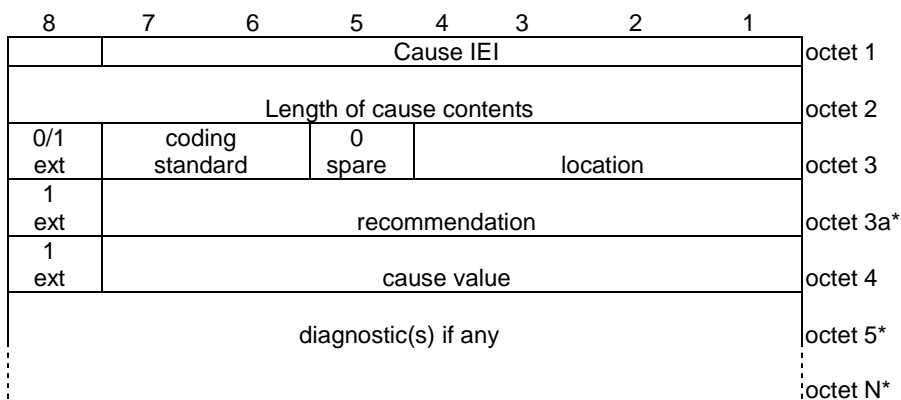 8 7 6 5 4 3 2 1
Cause IEI octet 1
Length of cause contents octet 2
0/1 coding 0
ext standard spare location octet 3
1
ext recommendation octet 3a*
1
ext cause value octet 4
diagnostic(s) if any octet 5*
octet N*